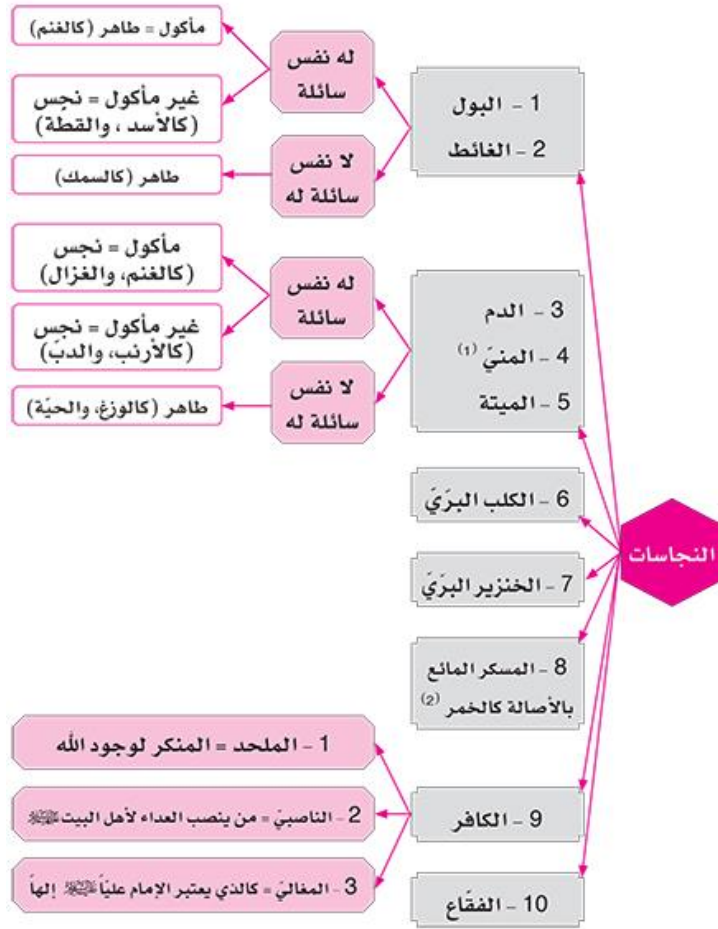 النجاسات
1 - البول
2 - الغائط
له نفس
سائلة
مأكول = طاهر (كالغنم)
غير مأكول = نجس
(كالأسد ، والقطة)
لا نفس
سائلة له
طاهر (كالسمك)
3 - الدم
4 - المنيّ (1)
5 - الميتة
له نفس
سائلة
مأكول = نجس
(كالغنم، والغزال)
غير مأكول = نجس
(كالأرنب، والدبّ)
لا نفس
سائلة له
طاهر (كالوزغ، والحيّة)
6 - الكلب البرّيّ
7 - الخنزير البرّيّ
8 - المسكر المائع
بالأصالة كالخمر (2)
9 - الكافر
1 - الملحد = المنكر لوجود الله
2 - الناصبيّ = من ينصب العداء لأهل البيت
3 - المغاليّ = كالذي يعتبر الإمام عليّاً إلهاً
10 - الفقّاع